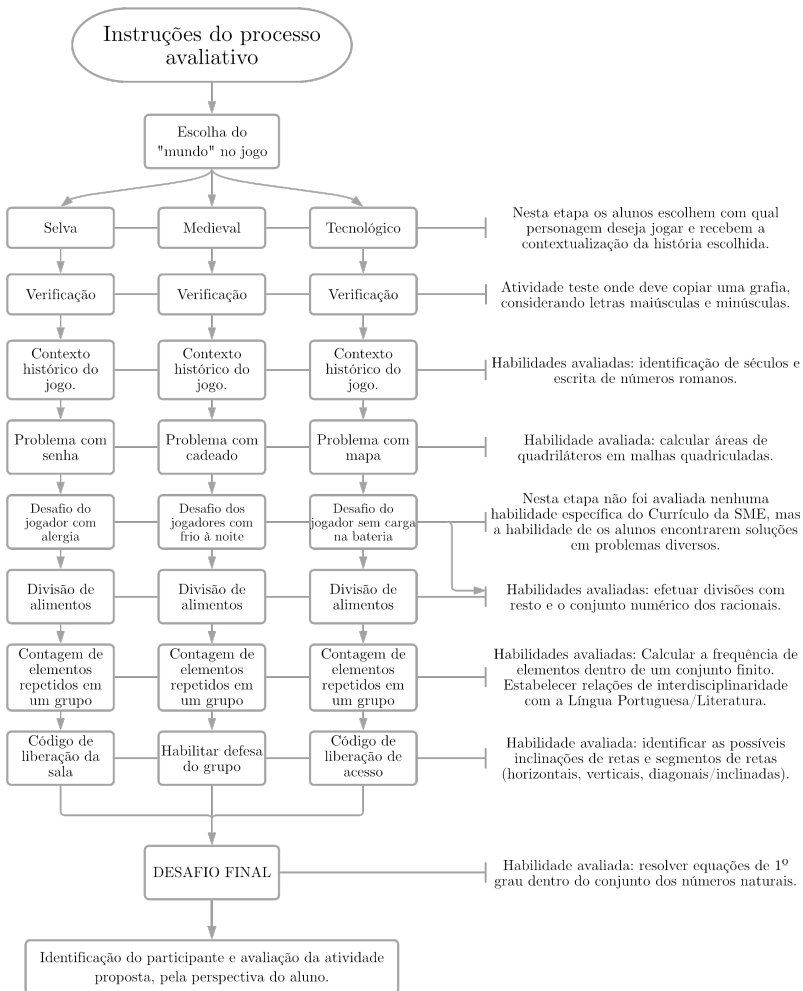 Instruções do processo
avaliativo
Escolha do
"mundo" no jogo
Selva
Medieval
Tecnológico
Nesta etapa os alunos escolhem com qual
personagem deseja jogar e recebem a
contextualização da história escolhida.
Verificação
Verificação
Verificação
Atividade teste onde deve copiar uma grafia,
considerando letras maiúsculas e minúsculas.
Contexto
histórico do
jogo.
Contexto
histórico do
jogo.
Contexto
histórico do
jogo.
Habilidades avaliadas: identificação de séculos e
escrita de números romanos.
Problema com
senha
Problema com
cadeado
Problema com
mapa
Habilidade avaliada: calcular áreas de
quadriláteros em malhas quadriculadas.
Desafio do
jogador com
alergia
Desafio dos
jogadores com
frio à noite
Desafio do
jogador sem carga
na bateria
Nesta etapa não foi avaliada nenhuma
habilidade específica do Currículo da SME, mas
a habilidade de os alunos encontrarem soluções
em problemas diversos.
Divisão de
alimentos
Divisão de
alimentos
Divisão de
alimentos
Habilidades avaliadas: efetuar divisões com
resto e o conjunto numérico dos racionais.
Contagem de
elementos
repetidos em
um grupo
Contagem de
elementos
repetidos em
um grupo
Contagem de
elementos
repetidos em
um grupo
Habilidades avaliadas: Calcular a frequência de
elementos dentro de um conjunto finito.
Estabelecer relações de interdisciplinaridade
com a Língua Portuguesa/Literatura.
Código de
liberação da
sala
Habilitar defesa
do grupo
Código de
liberação de
acesso
Habilidade avaliada: identificar as possíveis
inclinações de retas e segmentos de retas
(horizontais, verticais, diagonais/inclinadas).
DESAFIO FINAL
Habilidade avaliada: resolver equações de 1º
grau dentro do conjunto dos números naturais.
Identificação do participante e avaliação da atividade
proposta, pela perspectiva do aluno.